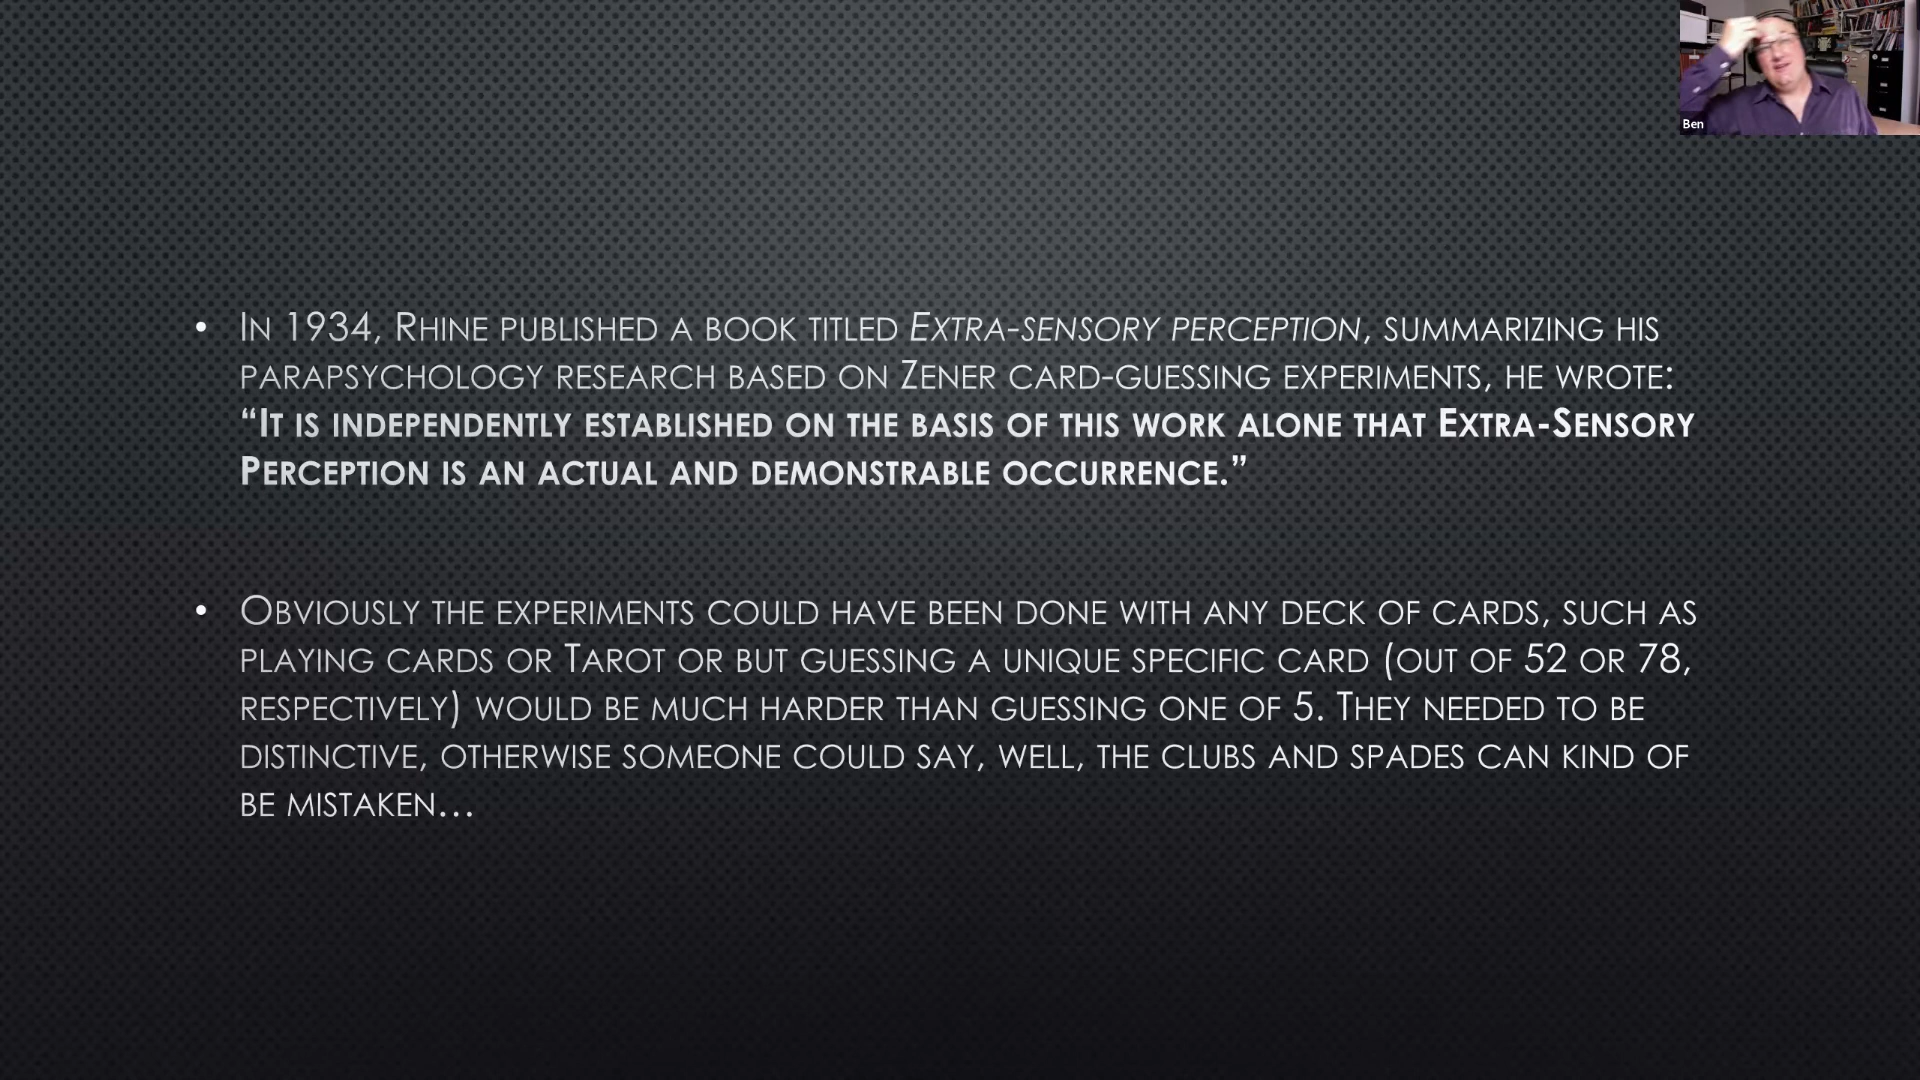 Ben
• In 1934, Rhine published a book titled Extra-sensory perception, summarizing his
parapsychology research based on Zener card-guessing experiments, he wrote:
“It is independently established on the basis of this work alone that Extra-Sensory
Perception is an actual and demonstrable occurrence.”
• Obviously the experiments could have been done with any deck of cards, such as
playing cards or Tarot or but guessing a unique specific card (out of 52 or 78,
respectively) would be much harder than guessing one of 5. They needed to be
distinctive, otherwise someone could say, well, the clubs and spades can kind of
be mistaken…